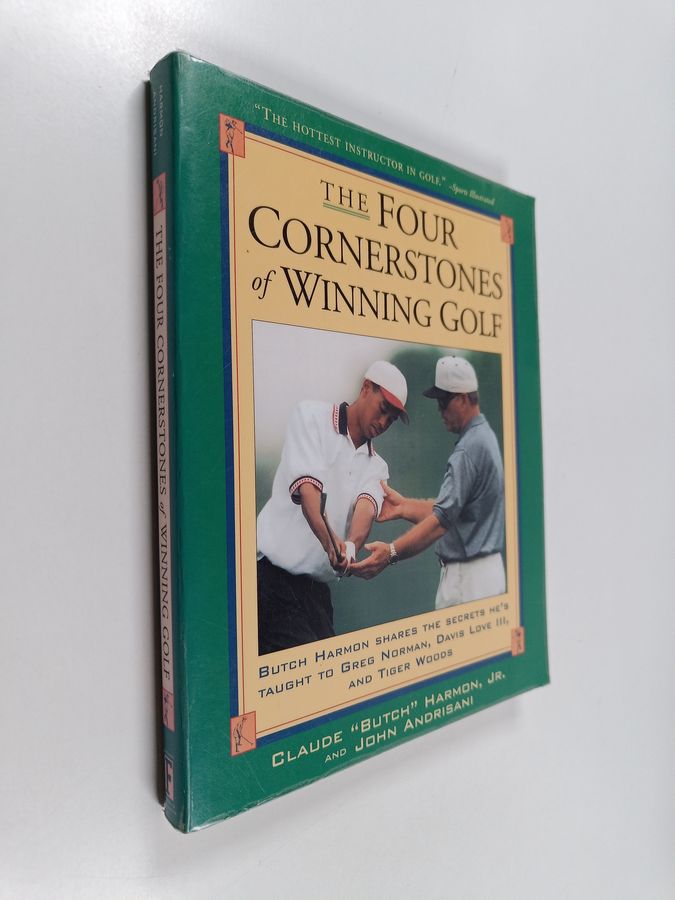 "THE HOTTEST INSTRUCTOR IN GOLF." -Sports Illustrated
THE FOUR
CORNERSTONES
of WINNING GOLF
BUTCH HARMON SHARES THE SECRETS HE'S
TAUGHT TO GREG NORMAN, DAVIS LOVE III,
AND TIGER WOODS
CLAUDE "BUTCH" HARMON, JR.
AND JOHN ANDRISANI
HARMON
ANDRISANI
THE FOUR CORNERSTONES of WINNING GOLF
F